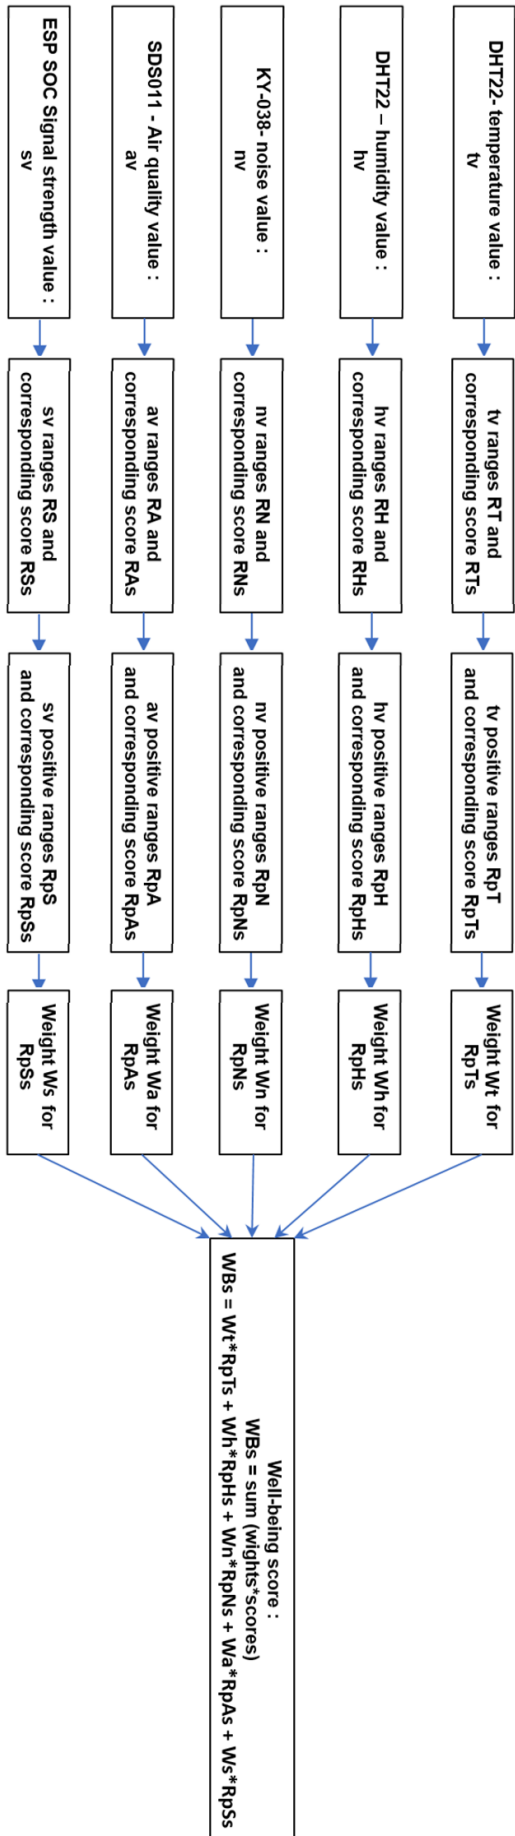 DHT22- temperature value :
tv
tv ranges RT and
corresponding score RTs
tv positive ranges RpT
and corresponding score RpTs
Weight Wt for
RpTs
DHT22 – humidity value :
hv
hv ranges RH and
corresponding score RHs
hv positive ranges RpH
and corresponding score RpHs
Weight Wh for
RpHs
KY-038- noise value :
nv
nv ranges RN and
corresponding score RNs
nv positive ranges RpN
and corresponding score RpNs
Weight Wn for
RpNs
SDS011 - Air quality value :
av
av ranges RA and
corresponding score RAs
av positive ranges RpA
and corresponding score RpAs
Weight Wa for
RpAs
ESP SOC Signal strength value :
sv
sv ranges RS and
corresponding score RSs
sv positive ranges RpS
and corresponding score RpSs
Weight Ws for
RpSs
Well-being score :
WBs = sum (wights*scores)
WBs = Wt*RpTs + Wh*RpHs + Wn*RpNs + Wa*RpAs + Ws*RpSs